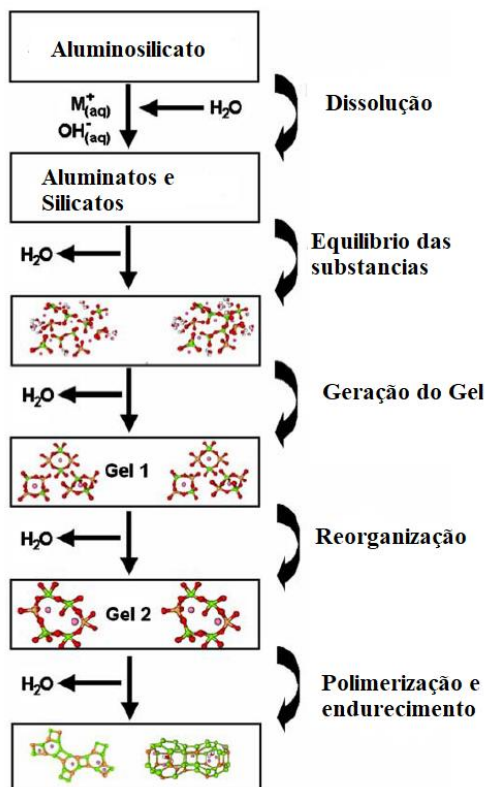 Aluminosilicato
M+(aq)
H2O
OH-(aq)
Dissolução
Aluminatos e
Silicatos
H2O
Equilibrio das
substancias
H2O
Geração do Gel
Gel 1
H2O
Reorganização
Gel 2
H2O
Polimerização e
endurecimento